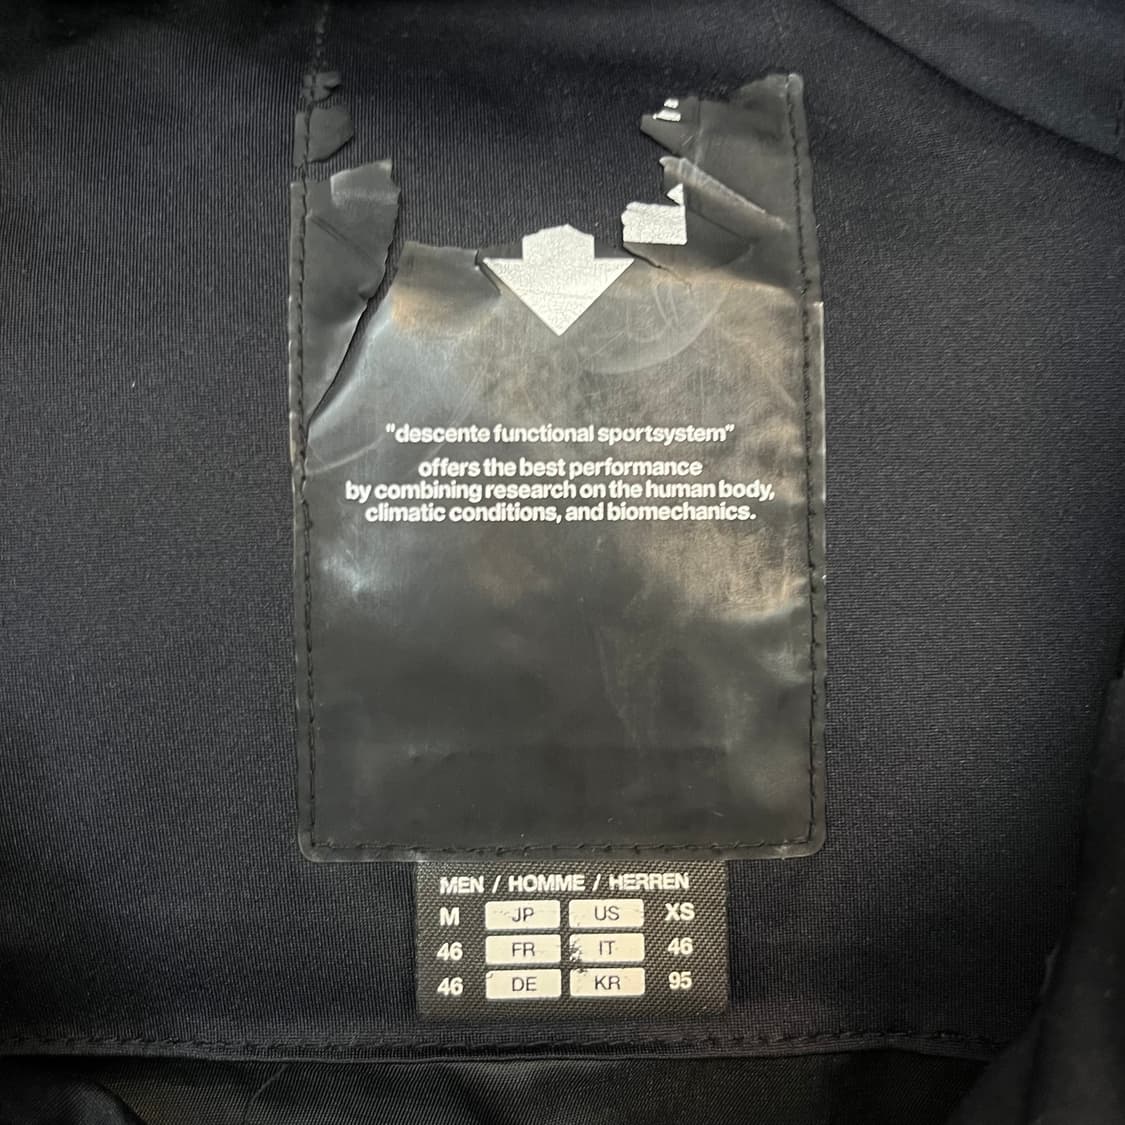 "descente functional sportsystem"
offers the best performance
by combining research on the human body,
climatic conditions, and biomechanics.
MEN / HOMME / HERREN
M JP US XS
46 FR IT 46
46 DE KR 95